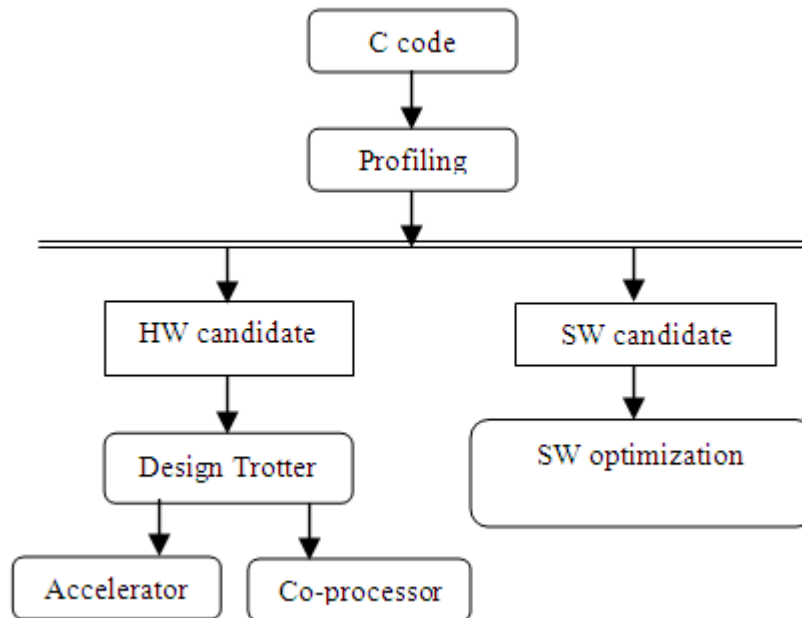 C code
Profiling
HW candidate
SW candidate
Design Trotter
SW optimization
Accelerator
Co-processor